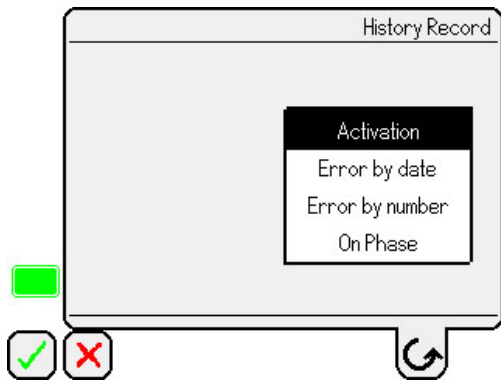 History Record
Activation
Error by date
Error by number
On Phase